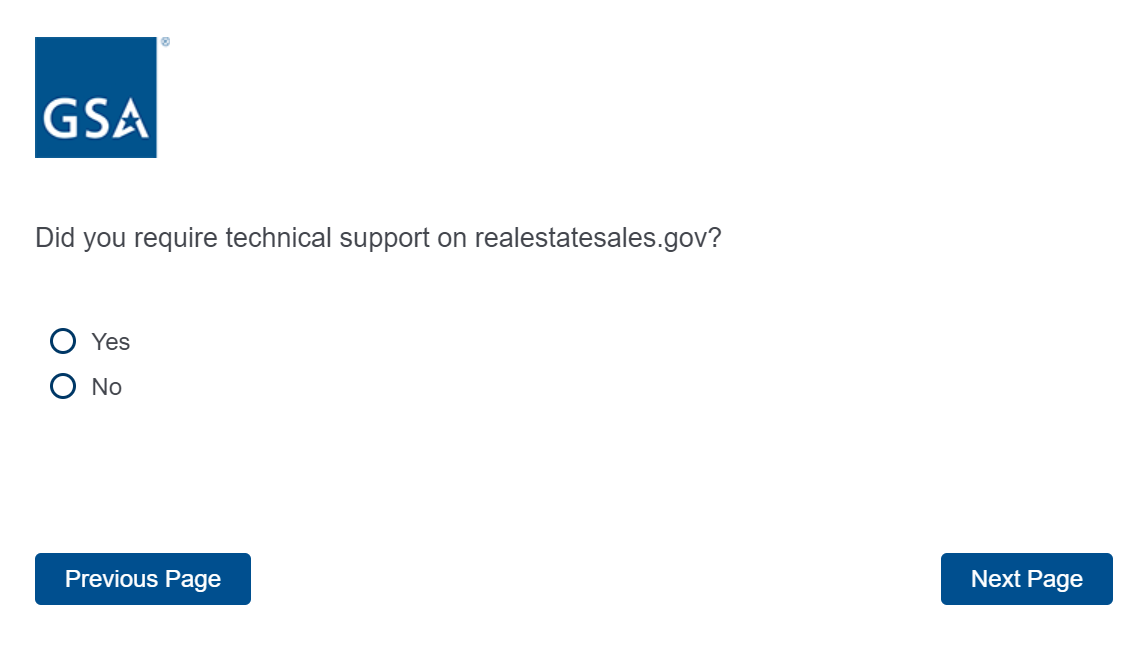 GSA
®
Did you require technical support on realestatesales.gov?
Yes
No
Previous Page
Next Page